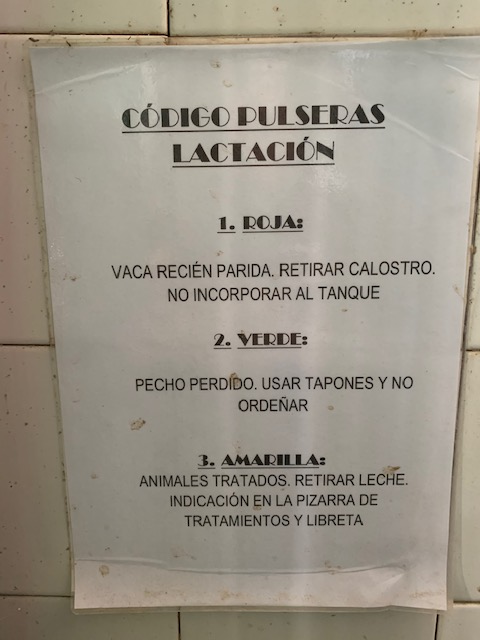 CÓDIGO PULSERAS
LACTACIÓN
1. ROJA:
VACA RECIÉN PARIDA. RETIRAR CALOSTRO.
NO INCORPORAR AL TANQUE
2. VERDE:
PECHO PERDIDO. USAR TAPONES Y NO
ORDEÑAR
3. AMARILLA:
ANIMALES TRATADOS. RETIRAR LECHE.
INDICACIÓN EN LA PIZARRA DE
TRATAMIENTOS Y LIBRETA